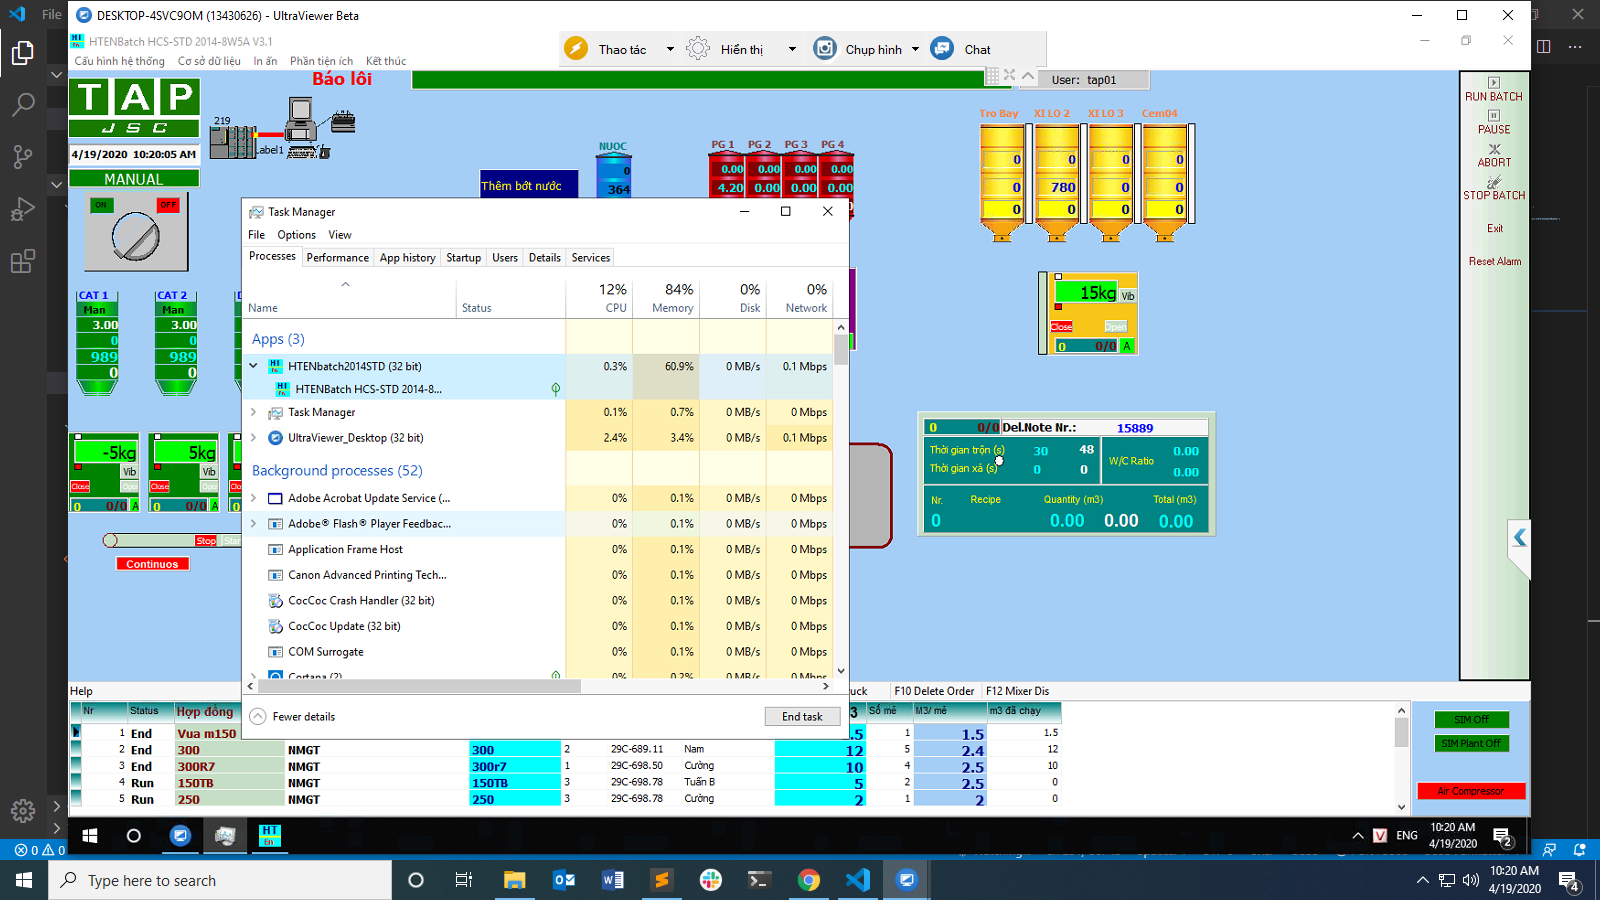 File
DESKTOP-4SVC9OM (13430626) - UltraViewer Beta
HTENBatch HCS-STD 2014-8W5A V3.1
Cấu hình hệ thống Cơ sở dữ liệu In ấn Phần tiện ích Kết thúc
Thao tác Hiển thị Chụp hình Chat
Báo lôi
User: tap01
TAP
JSC
4/19/2020 10:20:05 AM
MANUAL
ON OFF
219
Label1
Thêm bớt nước
NUOC
0
364
PG 1 PG 2 PG 3 PG 4
0.00 0.00 0.00 0.00
4.20 0.00 0.00 0.00
Tro Bay XI LO 2 XI LO 3 Cem04
0 0 0 0
0 780 0 0
0 0 0 0
RUN BATCH
PAUSE
ABORT
STOP BATCH
Exit
Reset Alarm
CAT 1 CAT 2
Man Man
3.00 3.00
0 0
989 989
0 0
-5kg 5kg
Vib Vib
Close Open Close Open Close
0 0/0 A 0 0/0 A 0
Stop Star
Continuos
15kg Vib
Close Open
0 0/0 A
0 0/0 Del.Note Nr.: 15889
Thời gian trộn (s) 30 48
Thời gian xả (s) 0 0
W/C Ratio 0.00
0.00
Nr. Recipe Quantity (m3) Total (m3)
0 0.00 0.00 0.00
Task Manager
File Options View
Processes Performance App history Startup Users Details Services
12% 84% 0% 0%
Name Status CPU Memory Disk Network
Apps (3)
HTENbatch2014STD (32 bit) 0.3% 60.9% 0 MB/s 0.1 Mbps
HTENBatch HCS-STD 2014-8...
Task Manager 0.1% 0.7% 0 MB/s 0 Mbps
UltraViewer_Desktop (32 bit) 2.4% 3.4% 0 MB/s 0.1 Mbps
Background processes (52)
Adobe Acrobat Update Service (... 0% 0.1% 0 MB/s 0 Mbps
Adobe® Flash® Player Feedbac... 0% 0.1% 0 MB/s 0 Mbps
Application Frame Host 0% 0.1% 0 MB/s 0 Mbps
Canon Advanced Printing Tech... 0% 0.1% 0 MB/s 0 Mbps
CocCoc Crash Handler (32 bit) 0% 0.1% 0 MB/s 0 Mbps
CocCoc Update (32 bit) 0% 0.1% 0 MB/s 0 Mbps
COM Surrogate 0% 0.1% 0 MB/s 0 Mbps
Cortana (2) 0% 0.2% 0 MB/s 0 Mbps
Fewer details End task
Help uck F10 Delete Order F12 Mixer Dis
Nr Status Hợp đồng 3 Số mẻ M3/ mẻ m3 đã chạy
1 End Vua m150 .5 1 1.5 1.5
2 End 300 NMGT 300 2 29C-689.11 Nam 12 5 2.4 12
3 End 300R7 NMGT 300r7 1 29C-698.50 Cường 10 4 2.5 10
4 Run 150TB NMGT 150TB 3 29C-698.78 Tuấn B 5 2 2.5 0
5 Run 250 NMGT 250 3 29C-698.78 Cường 2 1 2 0
SIM Off
SIM Plant Off
Air Compressor
HT
En
ENG
10:20 AM
4/19/2020
2
0 0
Type here to search
10:20 AM
4/19/2020
4